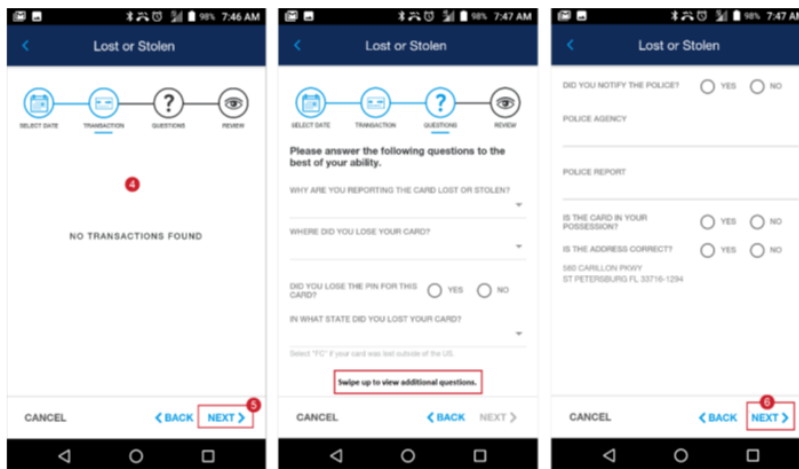 98% 7:46 AM
Lost or Stolen
SELECT DATE TRANSACTION QUESTIONS REVIEW
4
NO TRANSACTIONS FOUND
5
CANCEL BACK NEXT
98% 7:47 AM
Lost or Stolen
SELECT DATE TRANSACTION QUESTIONS REVIEW
Please answer the following questions to the
best of your ability.
WHY ARE YOU REPORTING THE CARD LOST OR STOLEN?
WHERE DID YOU LOSE YOUR CARD?
DID YOU LOSE THE PIN FOR THIS
CARD?
YES NO
IN WHAT STATE DID YOU LOST YOUR CARD?
Select "FC" if your card was lost outside of the US.
Swipe up to view additional questions.
CANCEL BACK NEXT
98% 7:47 AM
Lost or Stolen
DID YOU NOTIFY THE POLICE? YES NO
POLICE AGENCY
POLICE REPORT
IS THE CARD IN YOUR
POSSESSION?
YES NO
IS THE ADDRESS CORRECT? YES NO
560 CARILLON PKWY
ST PETERSBURG FL 33716-1294
6
CANCEL BACK NEXT